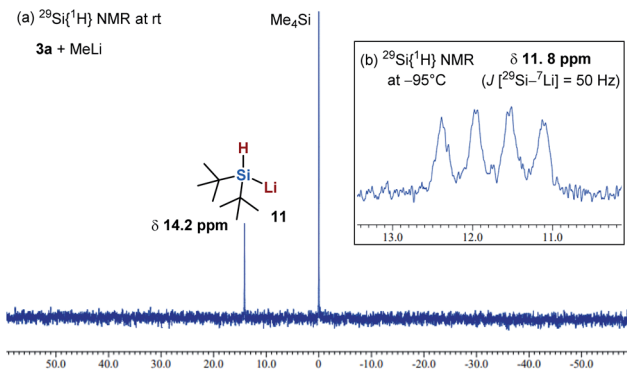 (a) ²⁹Si{¹H} NMR at rt
3a + MeLi
Me₄Si
(b) ²⁹Si{¹H} NMR
at −95°C
δ 11. 8 ppm
(J [²⁹Si–⁷Li] = 50 Hz)
13.0 12.0 11.0
H
Si
Li
11
δ 14.2 ppm
50.0 40.0 30.0 20.0 10.0 0 -10.0 -20.0 -30.0 -40.0 -50.0